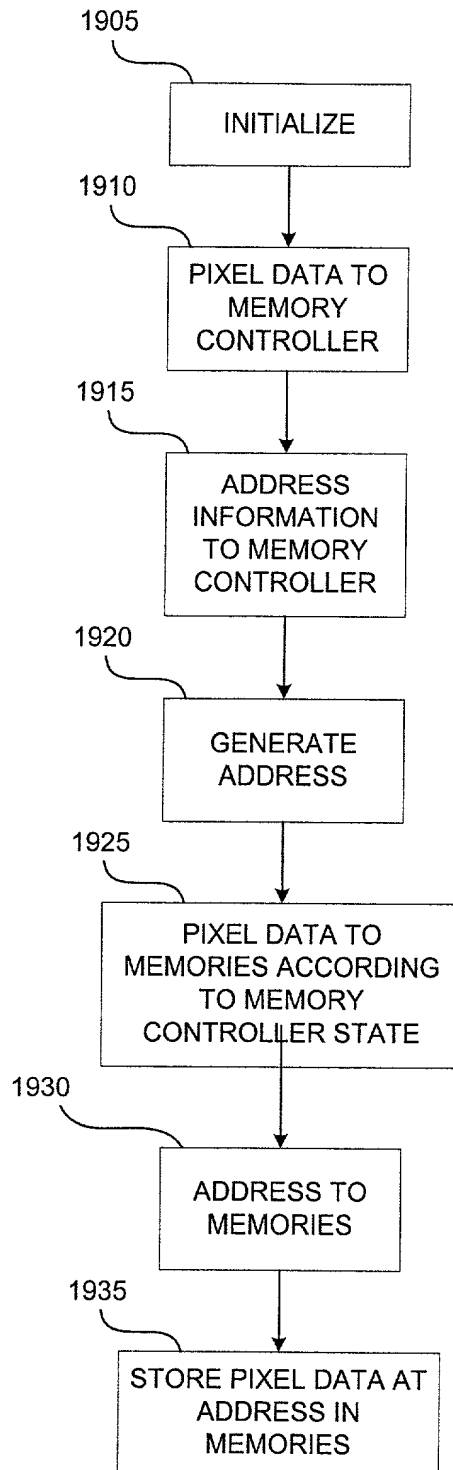 1905
INITIALIZE
1910
PIXEL DATA TO
MEMORY
CONTROLLER
1915
ADDRESS
INFORMATION
TO MEMORY
CONTROLLER
1920
GENERATE
ADDRESS
1925
PIXEL DATA TO
MEMORIES ACCORDING
TO MEMORY
CONTROLLER STATE
1930
ADDRESS TO
MEMORIES
1935
STORE PIXEL DATA AT
ADDRESS IN
MEMORIES